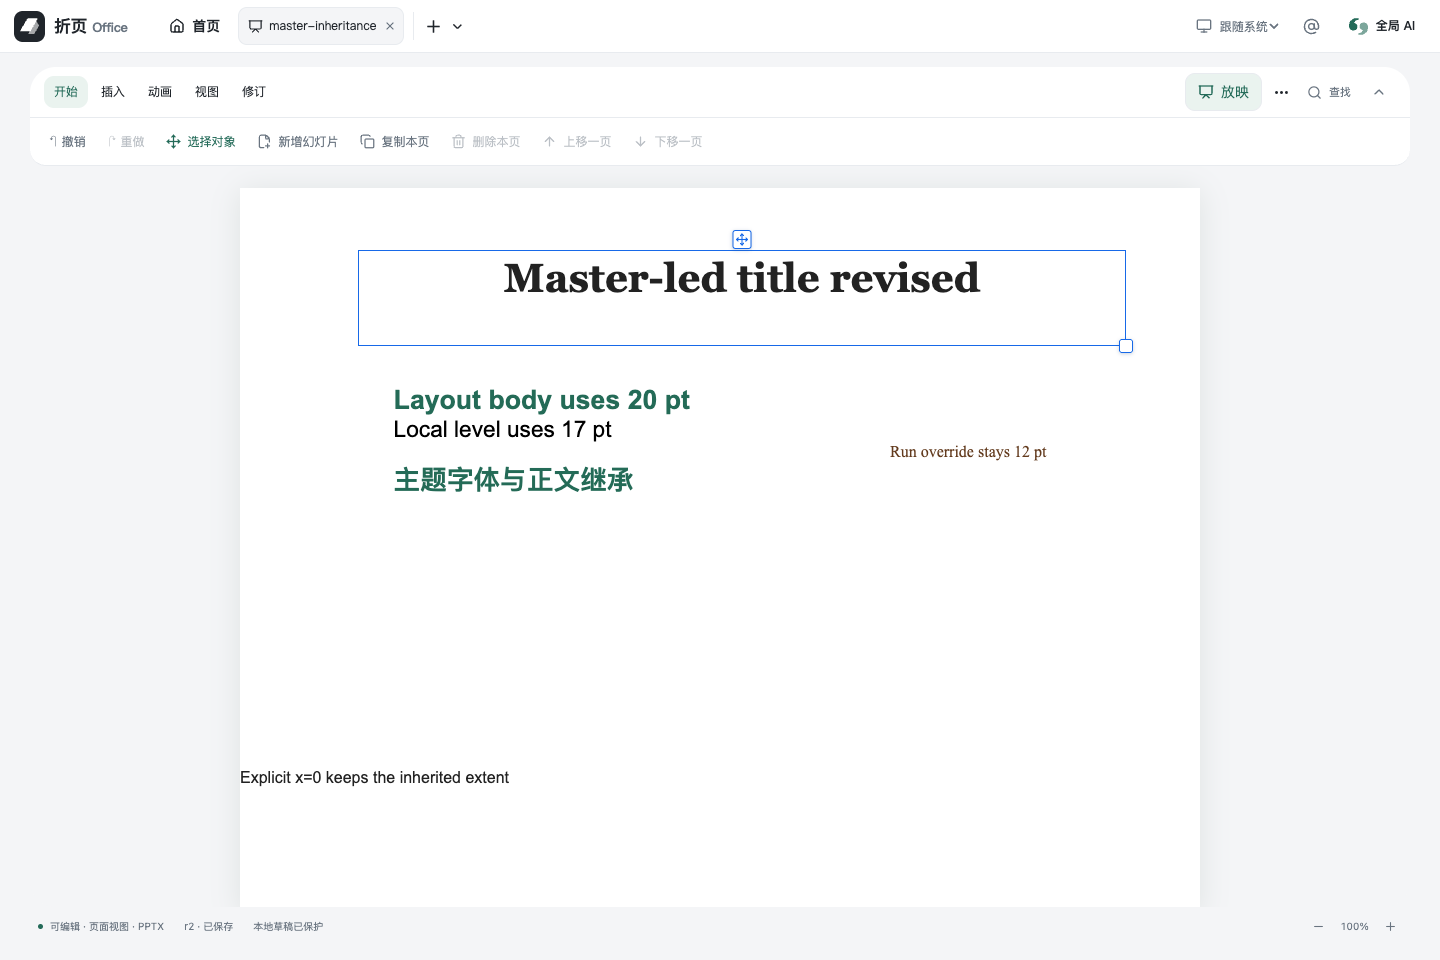 折页 Office
首页
master-inheritance
跟随系统
全局 AI
开始 插入 动画 视图 修订
放映
查找
撤销 重做 选择对象 新增幻灯片 复制本页 删除本页 上移一页 下移一页
Master-led title revised
Layout body uses 20 pt
Local level uses 17 pt
Run override stays 12 pt
主题字体与正文继承
Explicit x=0 keeps the inherited extent
可编辑 · 页面视图 · PPTX r2 · 已保存 本地草稿已保护
100%